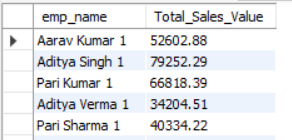 emp_name Total_Sales_Value
Aarav Kumar 1 52602.88
Aditya Singh 1 79252.29
Pari Kumar 1 66818.39
Aditya Verma 1 34204.51
Pari Sharma 1 40334.22